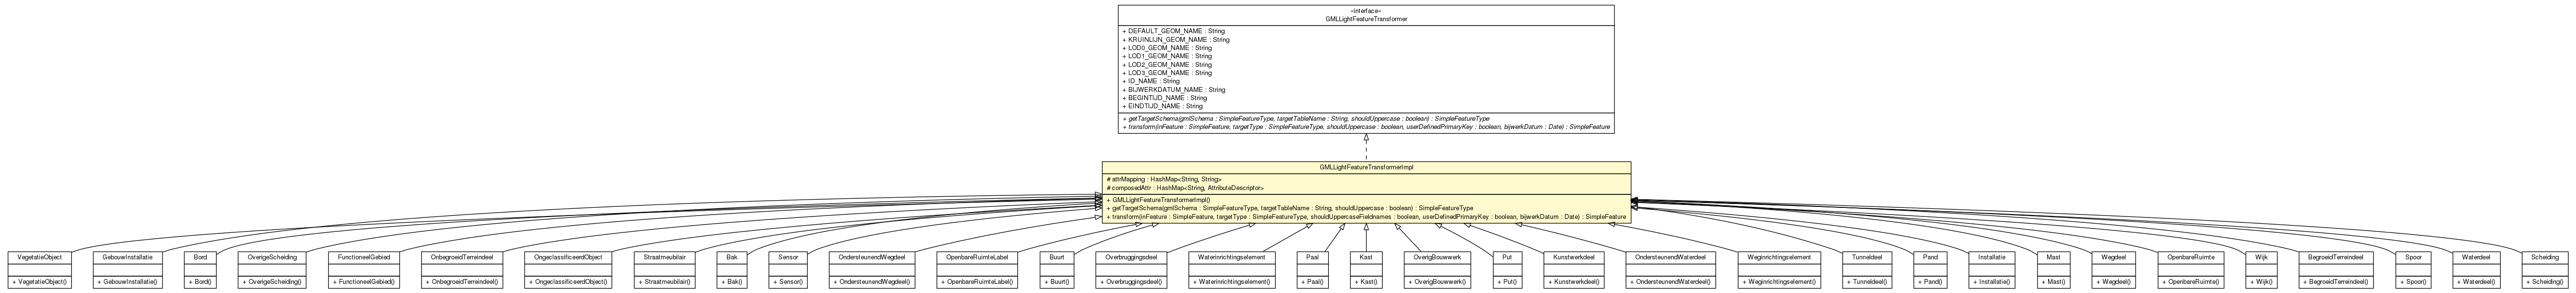 «interface»
GMLLightFeatureTransformer
+ DEFAULT_GEOM_NAME : String
+ KRUINLIJN_GEOM_NAME : String
+ LOD0_GEOM_NAME : String
+ LOD1_GEOM_NAME : String
+ LOD2_GEOM_NAME : String
+ LOD3_GEOM_NAME : String
+ ID_NAME : String
+ BIJWERKDATUM_NAME : String
+ BEGINTIJD_NAME : String
+ EINDTIJD_NAME : String
+ getTargetSchema(gmlSchema : SimpleFeatureType, targetTableName : String, shouldUppercase : boolean) : SimpleFeatureType
+ transform(inFeature : SimpleFeature, targetType : SimpleFeatureType, shouldUppercase : boolean, userDefinedPrimaryKey : boolean, bijwerkDatum : Date) : SimpleFeature
GMLLightFeatureTransformerImpl
# attrMapping : HashMap<String, String>
# composedAttr : HashMap<String, AttributeDescriptor>
+ GMLLightFeatureTransformerImpl()
+ getTargetSchema(gmlSchema : SimpleFeatureType, targetTableName : String, shouldUppercase : boolean) : SimpleFeatureType
+ transform(inFeature : SimpleFeature, targetType : SimpleFeatureType, shouldUppercaseFieldnames : boolean, userDefinedPrimaryKey : boolean, bijwerkDatum : Date) : SimpleFeature
VegetatieObject
+ VegetatieObject()
GebouwInstallatie
+ GebouwInstallatie()
Bord
+ Bord()
OverigeScheiding
+ OverigeScheiding()
FunctioneelGebied
+ FunctioneelGebied()
OnbegroeidTerreindeel
+ OnbegroeidTerreindeel()
OngeclassificeerdObject
+ OngeclassificeerdObject()
Straatmeubilair
+ Straatmeubilair()
Bak
+ Bak()
Sensor
+ Sensor()
OndersteunendWegdeel
+ OndersteunendWegdeel()
OpenbareRuimteLabel
+ OpenbareRuimteLabel()
Buurt
+ Buurt()
Overbruggingsdeel
+ Overbruggingsdeel()
Waterinrichtingselement
+ Waterinrichtingselement()
Paal
+ Paal()
Kast
+ Kast()
OverigBouwwerk
+ OverigBouwwerk()
Put
+ Put()
Kunstwerkdeel
+ Kunstwerkdeel()
OndersteunendWaterdeel
+ OndersteunendWaterdeel()
Weginrichtingselement
+ Weginrichtingselement()
Tunneldeel
+ Tunneldeel()
Pand
+ Pand()
Installatie
+ Installatie()
Mast
+ Mast()
Wegdeel
+ Wegdeel()
OpenbareRuimte
+ OpenbareRuimte()
Wijk
+ Wijk()
BegroeidTerreindeel
+ BegroeidTerreindeel()
Spoor
+ Spoor()
Waterdeel
+ Waterdeel()
Scheiding
+ Scheiding()